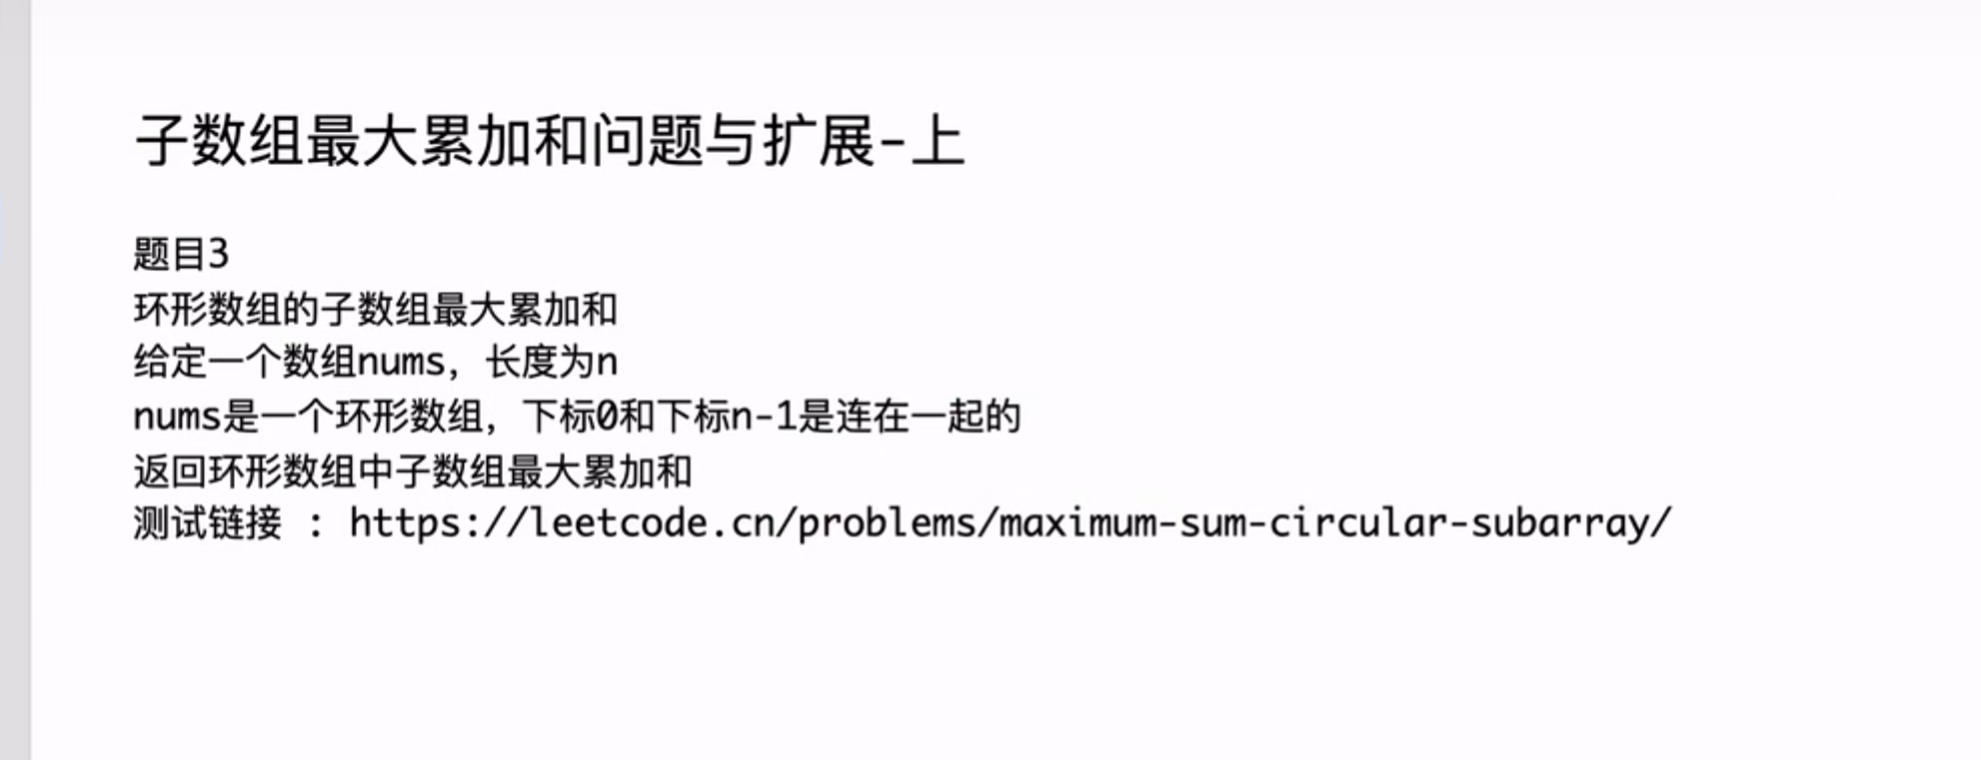 子数组最大累加和问题与扩展-上
题目3
环形数组的子数组最大累加和
给定一个数组nums，长度为n
nums是一个环形数组，下标0和下标n-1是连在一起的
返回环形数组中子数组最大累加和
测试链接 : https://leetcode.cn/problems/maximum-sum-circular-subarray/